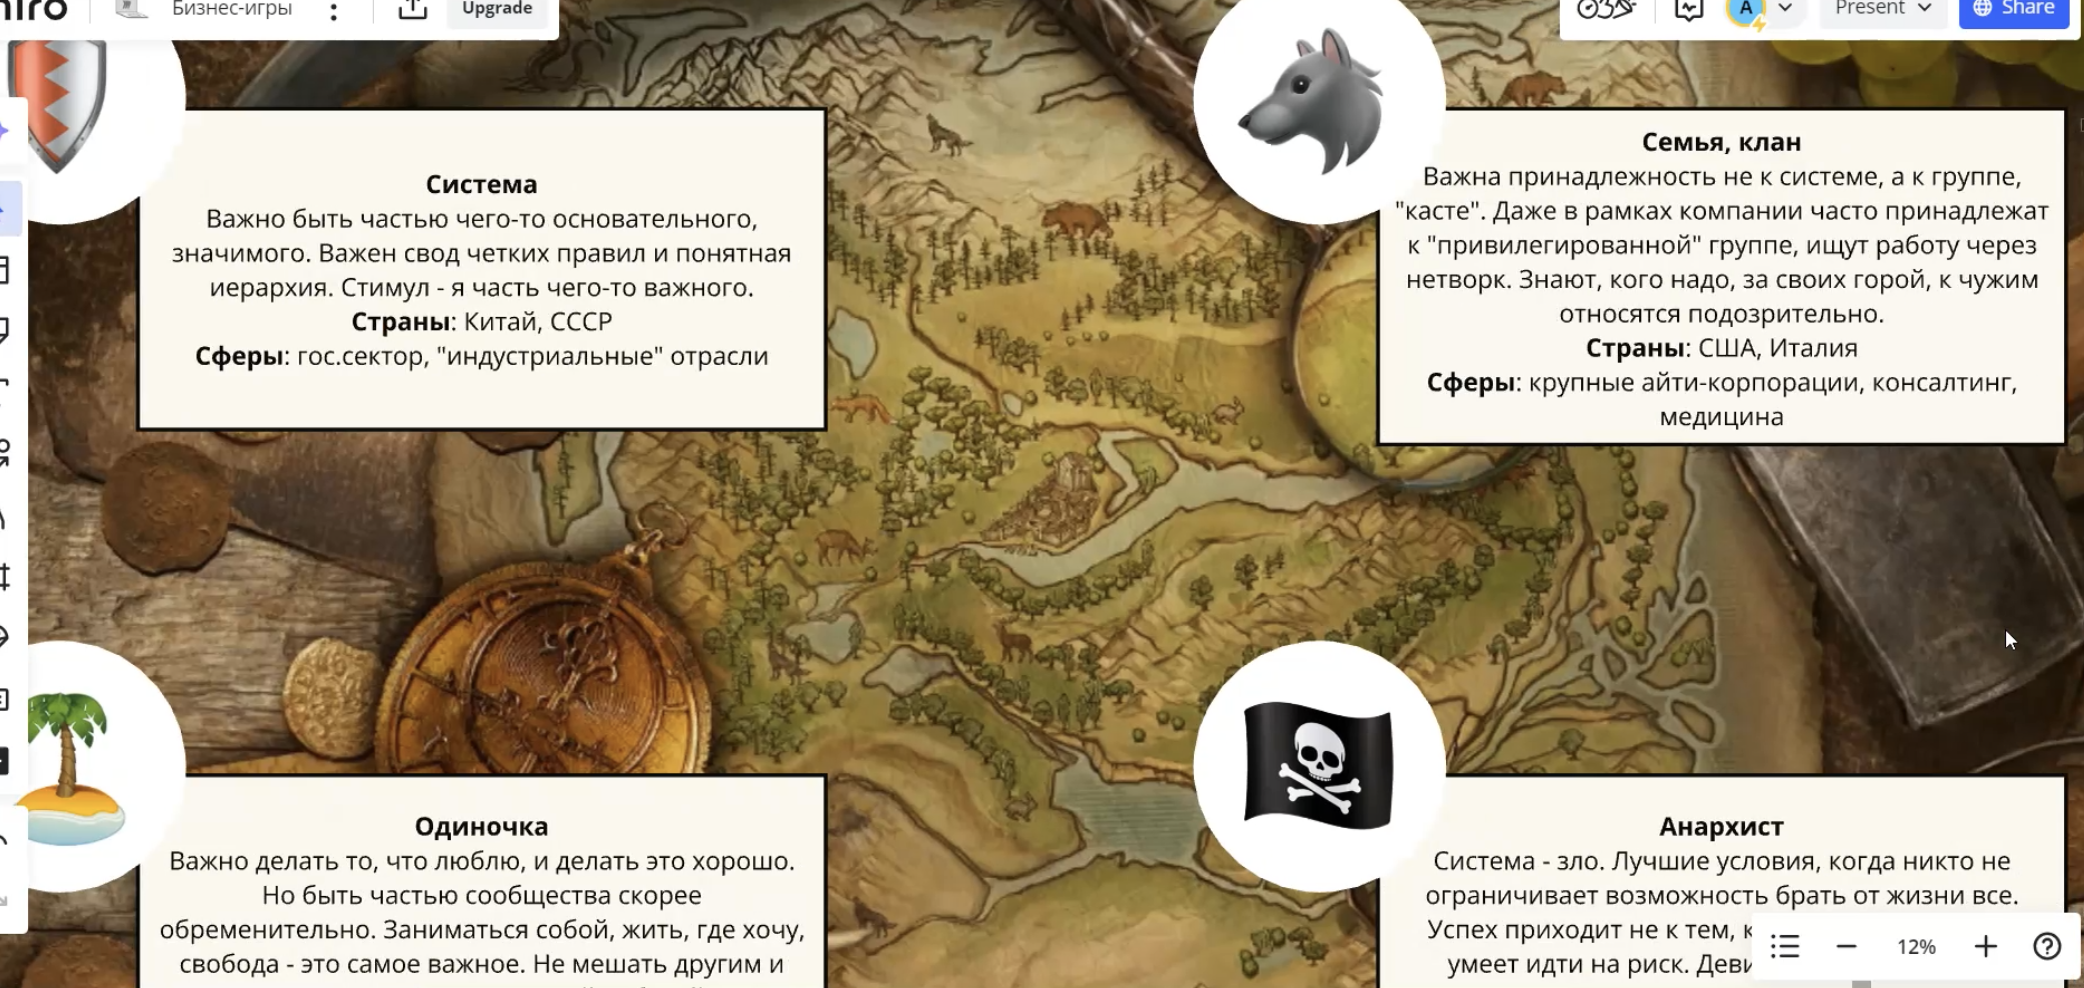 miro
Бизнес-игры
Upgrade
A
Present
Share
Система
Важно быть частью чего-то основательного,
значимого. Важен свод четких правил и понятная
иерархия. Стимул - я часть чего-то важного.
Страны: Китай, СССР
Сферы: гос.сектор, "индустриальные" отрасли
Семья, клан
Важна принадлежность не к системе, а к группе,
"касте". Даже в рамках компании часто принадлежат
к "привилегированной" группе, ищут работу через
нетворк. Знают, кого надо, за своих горой, к чужим
относятся подозрительно.
Страны: США, Италия
Сферы: крупные айти-корпорации, консалтинг,
медицина
Одиночка
Важно делать то, что люблю, и делать это хорошо.
Но быть частью сообщества скорее
обременительно. Заниматься собой, жить, где хочу,
свобода - это самое важное. Не мешать другим и
Анархист
Система - зло. Лучшие условия, когда никто не
ограничивает возможность брать от жизни все.
Успех приходит не к тем,
умеет идти на риск.
12%